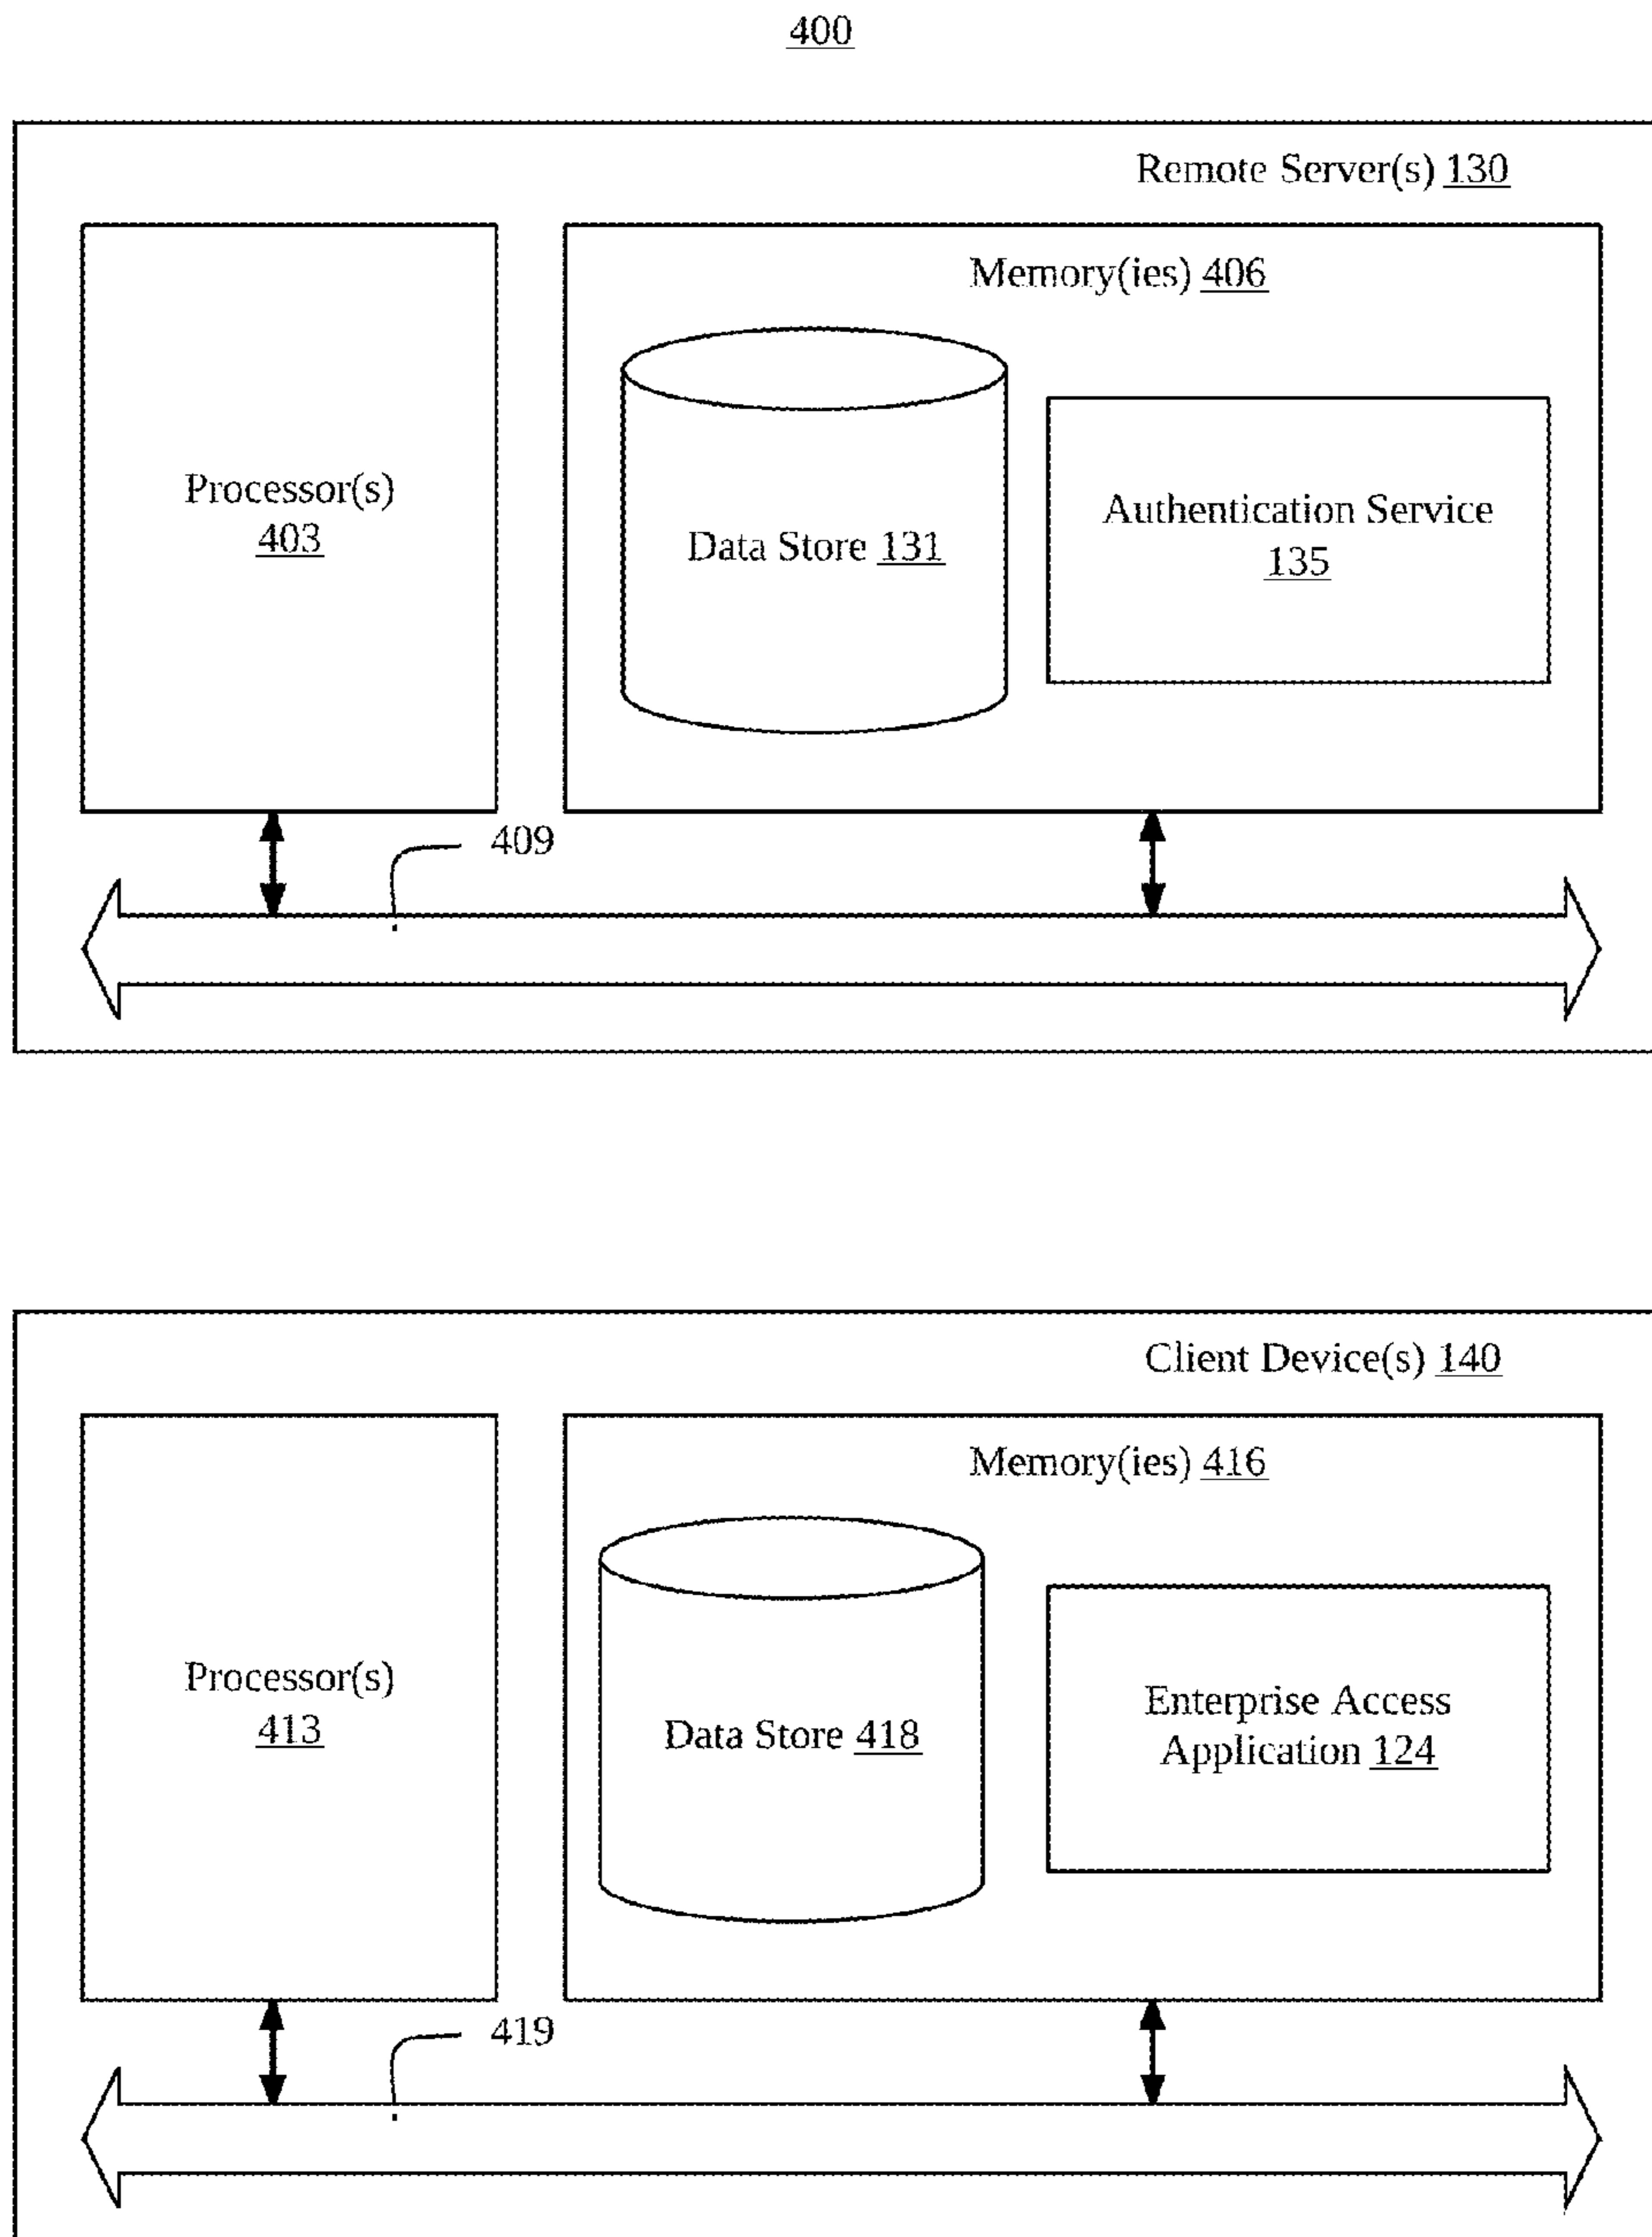 400
Remote Server(s) 130
Memory(ies) 406
Processor(s)
403
Data Store 131
Authentication Service
135
409
Client Device(s) 140
Memory(ies) 416
Processor(s)
413
Data Store 418
Enterprise Access
Application 124
419